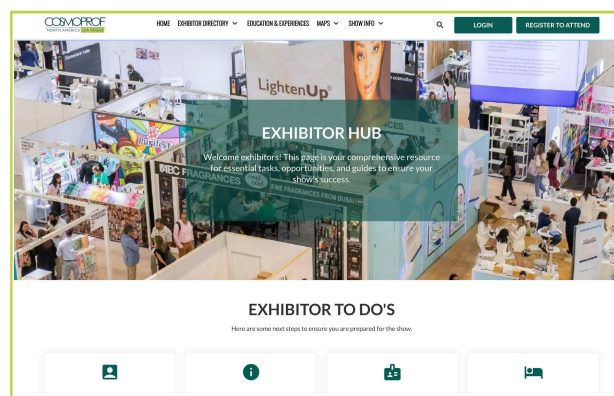 COSMOPROF
NORTH AMERICA LAS VEGAS
HOME EXHIBITOR DIRECTORY EDUCATION & EXPERIENCES MAPS SHOW INFO
LOGIN REGISTER TO ATTEND
LightenUp®
cosmetics
EXHIBITOR HUB
Welcome exhibitors! This page is your comprehensive resource
for essential tasks, opportunities, and guides to ensure your
show's success.
ABC FRAGRANCES
FINE FRAGRANCES FROM DUBAI
EXHIBITOR TO DO'S
Here are some next steps to ensure you are prepared for the show.